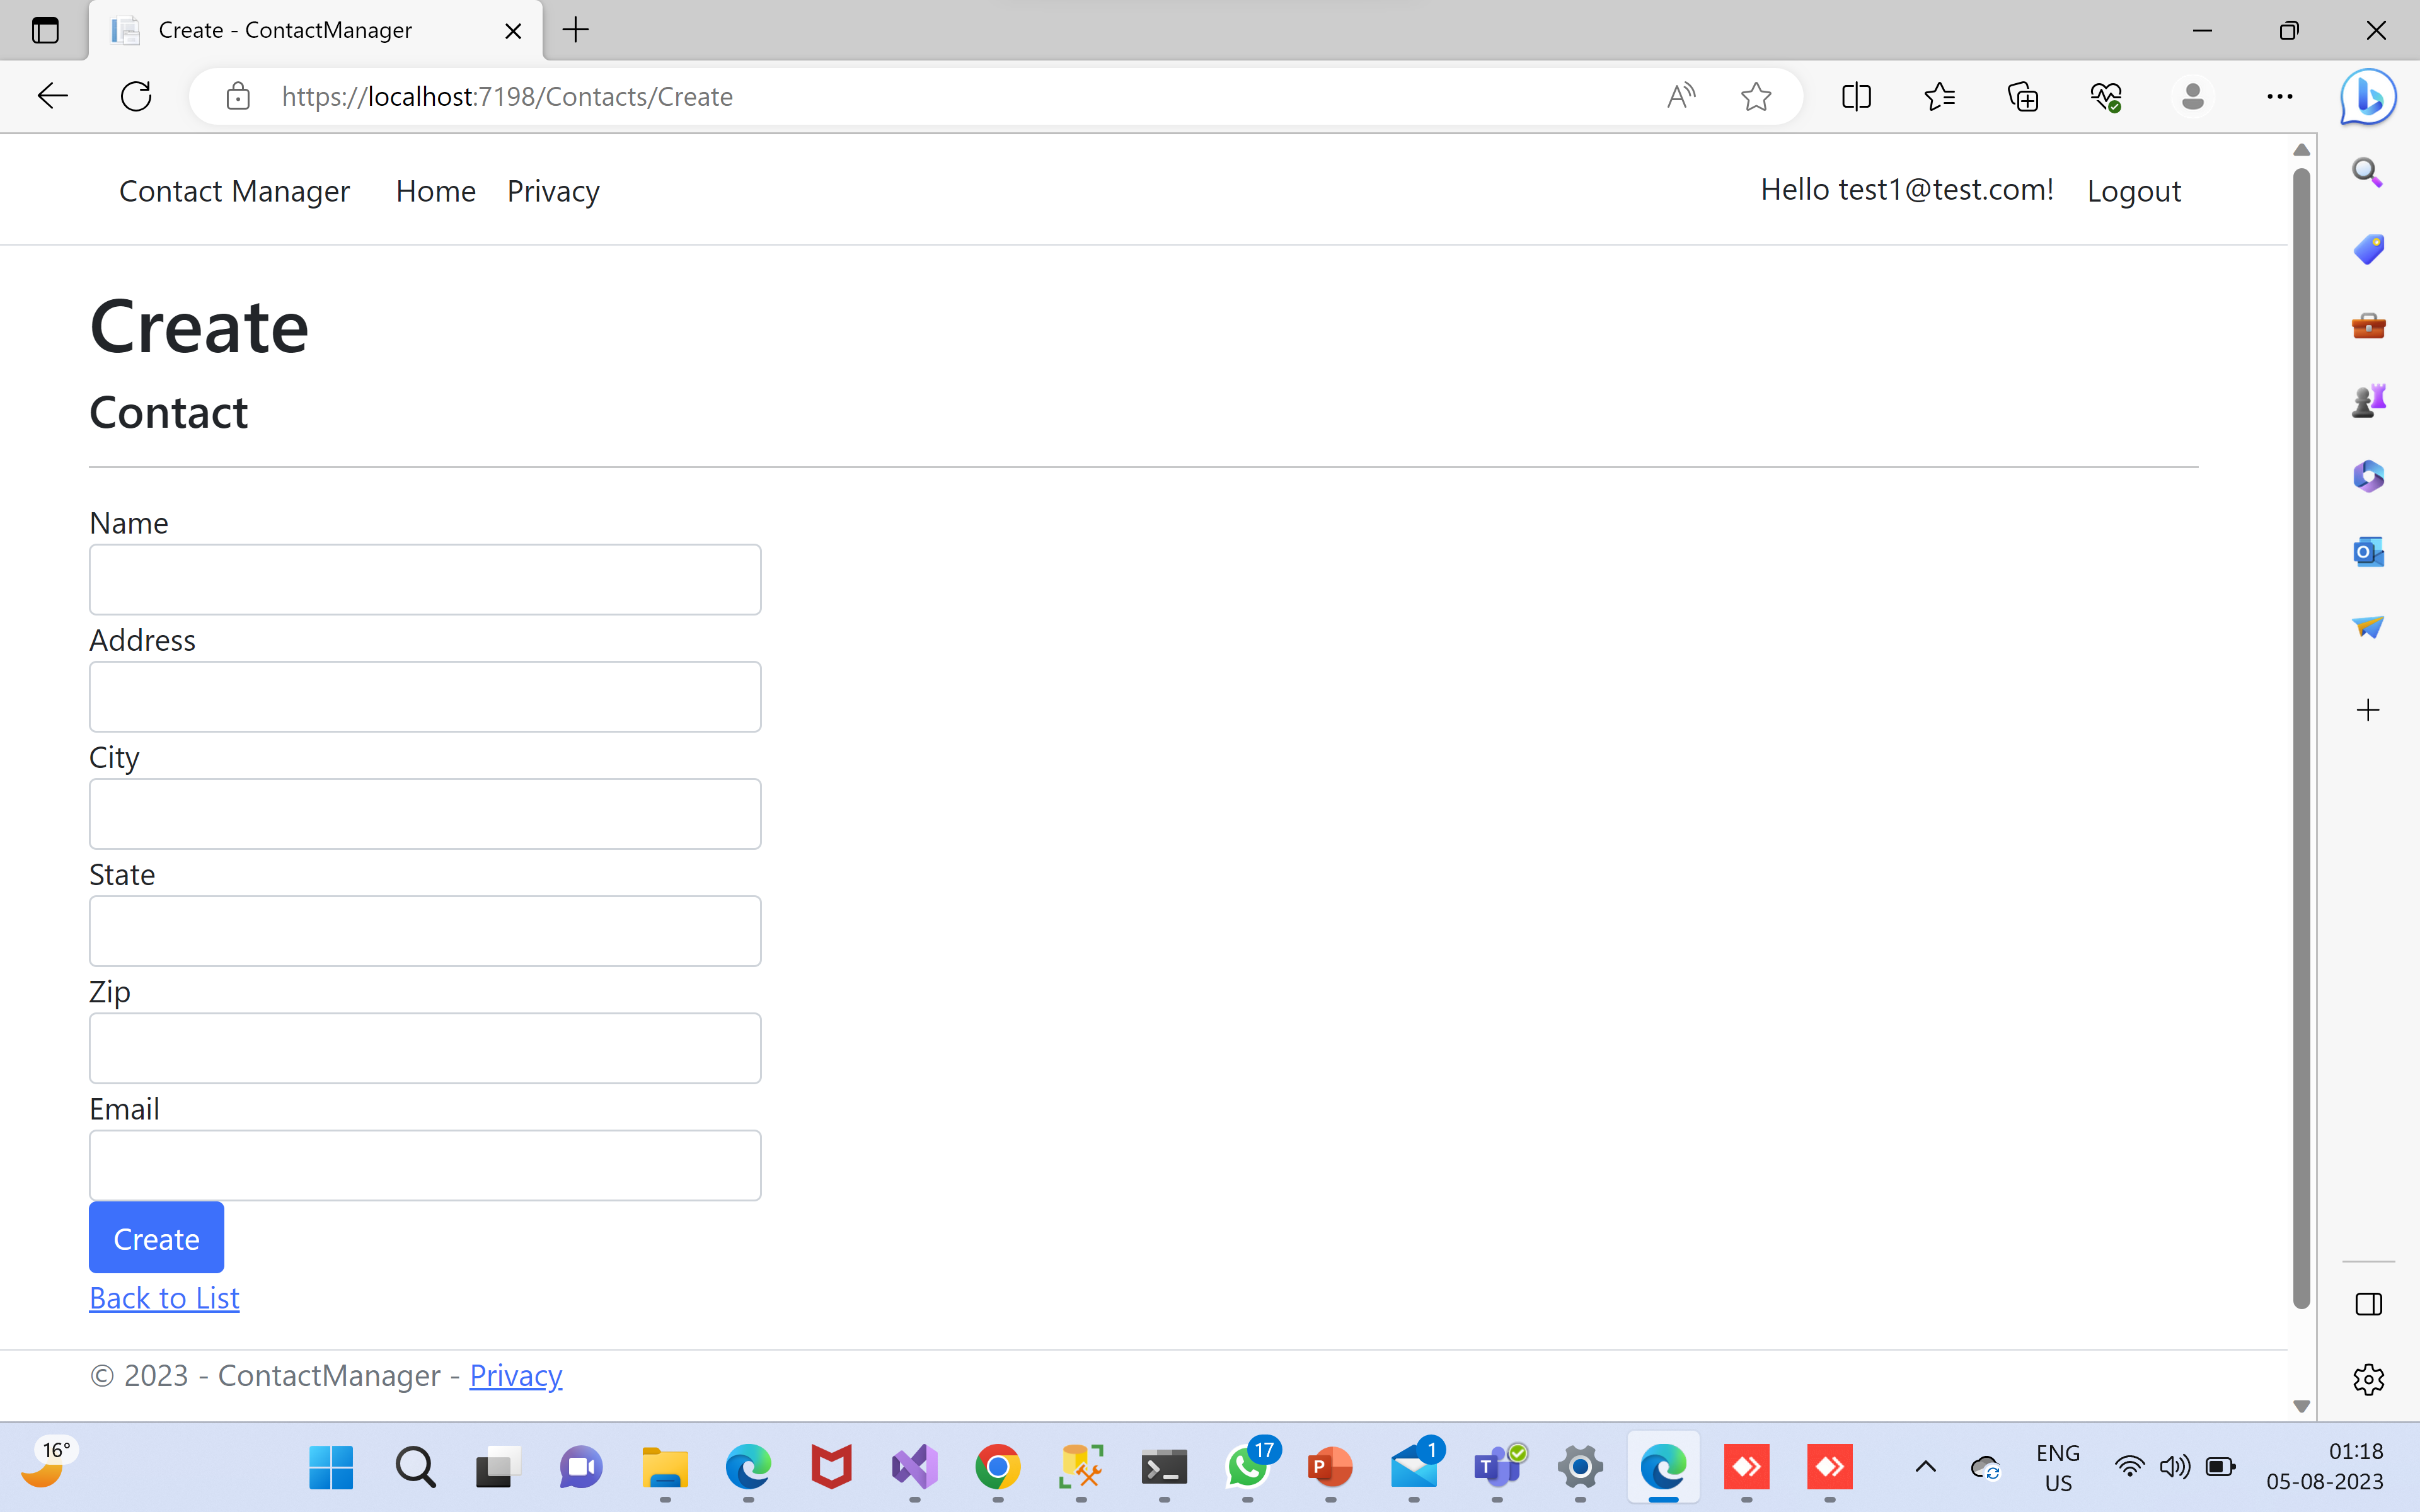 Create - ContactManager
https://localhost:7198/Contacts/Create
Contact Manager Home Privacy Hello test1@test.com! Logout
Create
Contact
Name
Address
City
State
Zip
Email
Create
Back to List
© 2023 - ContactManager - Privacy
16°
17
1
ENG
US
01:18
05-08-2023